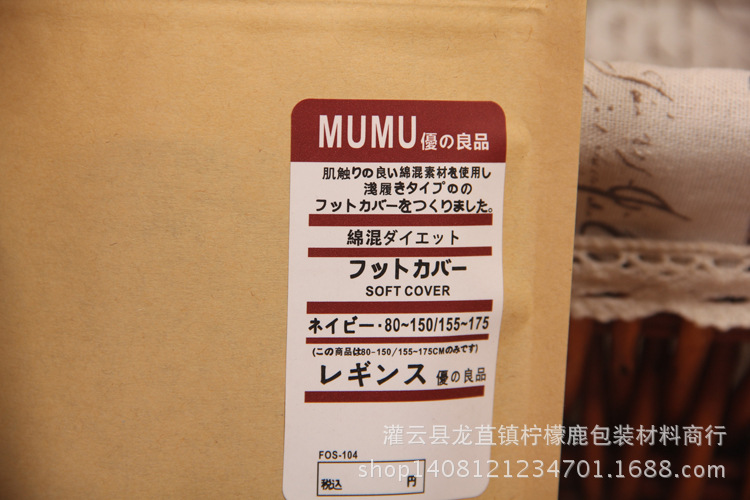 MUMU優の良品
肌触りの良い綿混素材を使用し
浅履きタイプのの
フットカバーをつくりました。
綿混ダイエット
フットカバー
SOFT COVER
ネイビー・80~150/155~175
(この商品は80-150/155~175CMのみです)
レギンス 優の良品
FOS-104
税込 円
灌云县龙苴镇柠檬鹿包装材料商行
shop1408121234701.1688.com